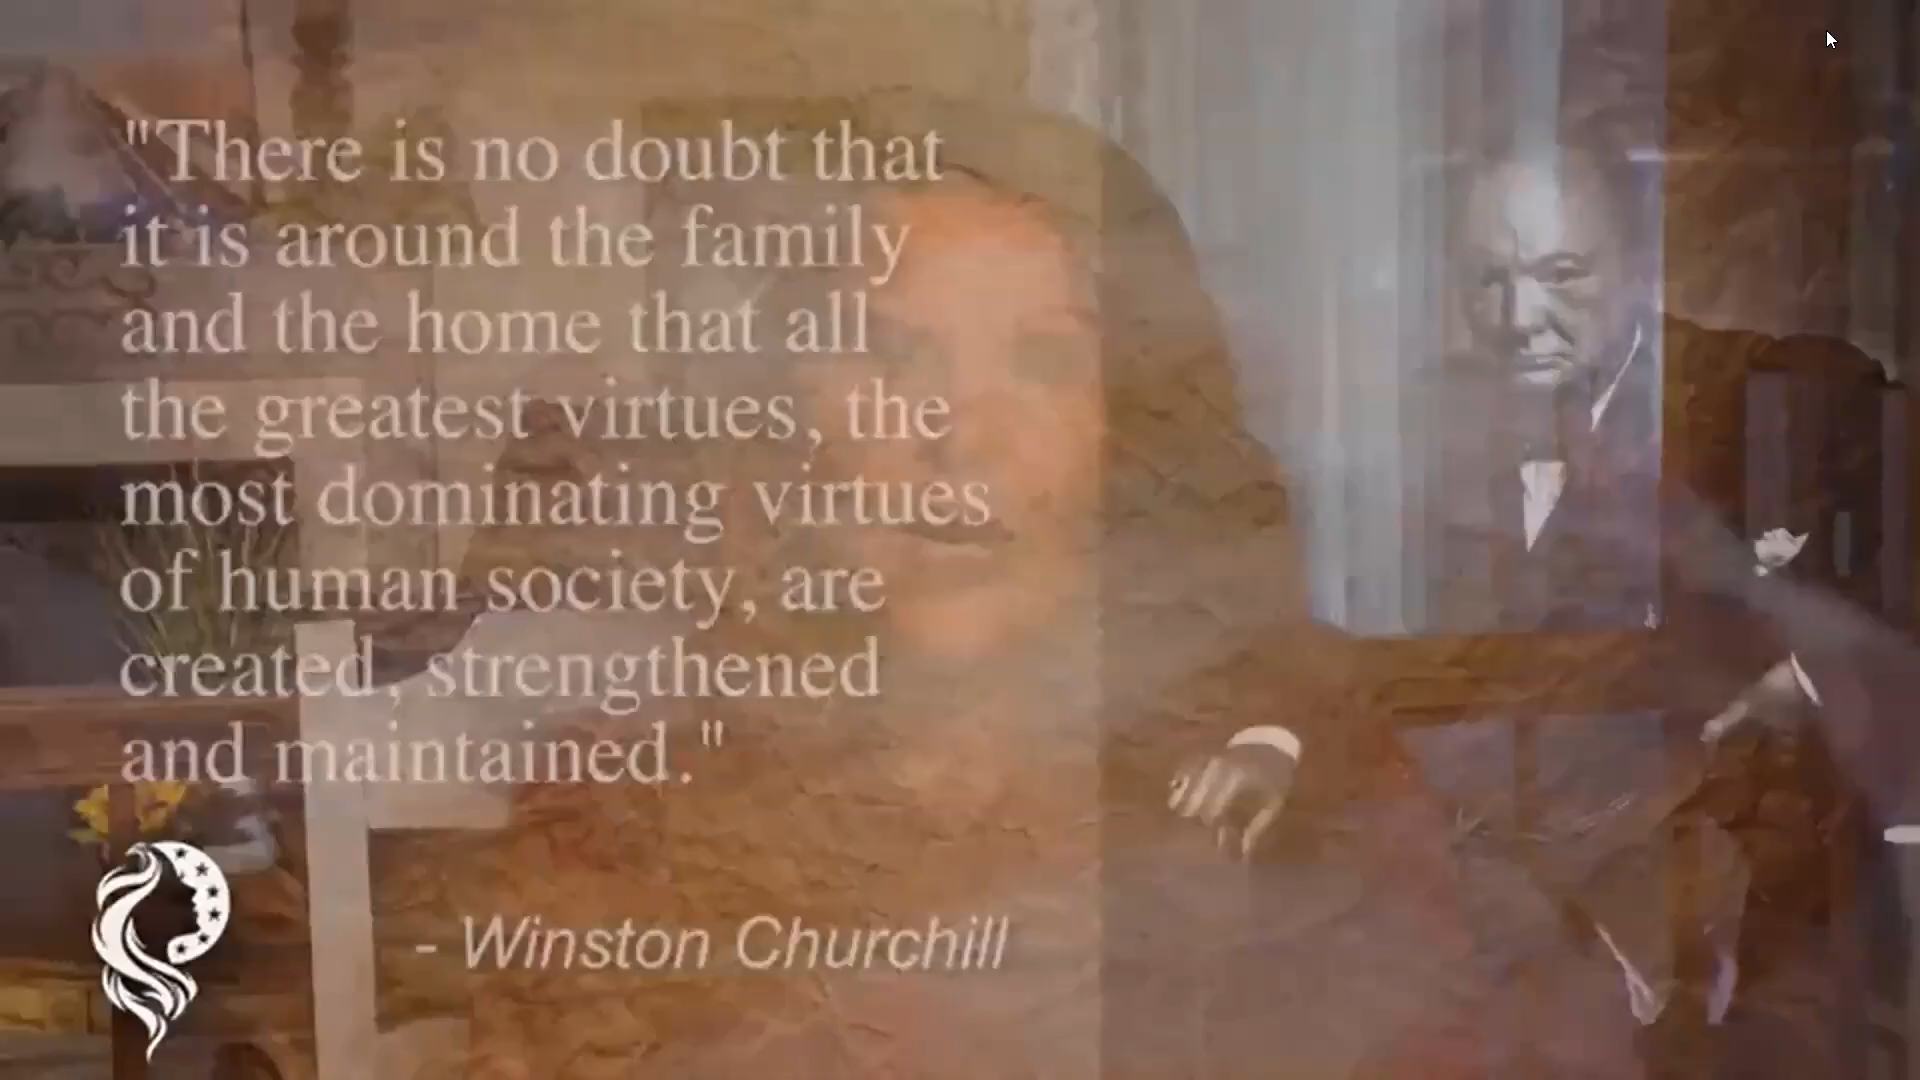 "There is no doubt that
it is around the family
and the home that all
the greatest virtues, the
most dominating virtues
of human society, are
created, strengthened
and maintained."
- Winston Churchill